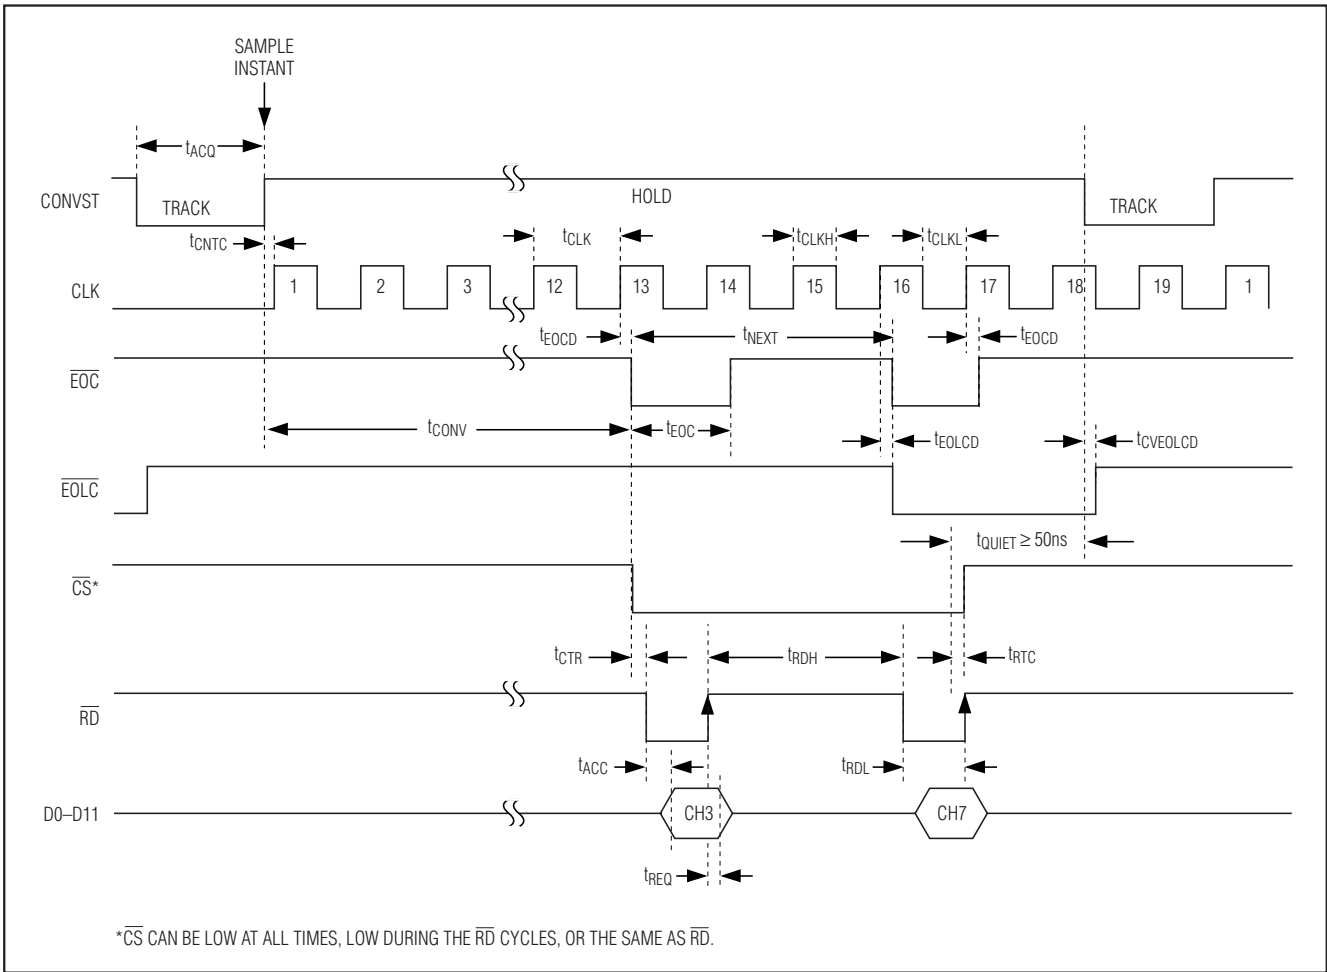 SAMPLE
INSTANT
tACQ
CONVST
TRACK
HOLD
TRACK
tCNTC
tCLK
tCLKH
tCLKL
CLK
1
2
3
12
13
14
15
16
17
18
19
1
tEOCD
tNEXT
tEOCD
EOC
tCONV
tEOC
tEOLCD
tCVEOLCD
EOLC
tQUIET ≥ 50ns
CS*
tCTR
tRDH
tRTC
RD
tACC
tRDL
D0–D11
CH3
CH7
tREQ
*CS CAN BE LOW AT ALL TIMES, LOW DURING THE RD CYCLES, OR THE SAME AS RD.